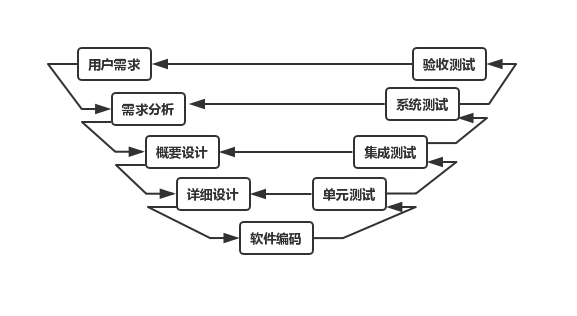 用户需求
验收测试
需求分析
系统测试
概要设计
集成测试
详细设计
单元测试
软件编码